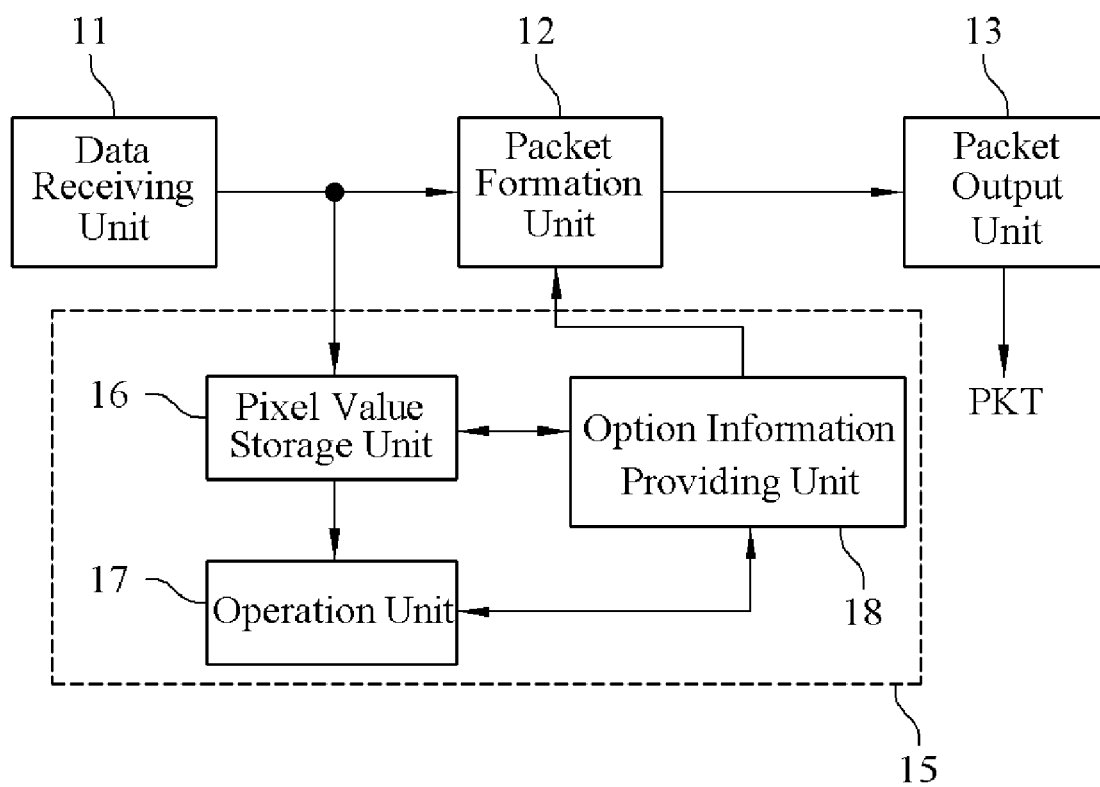 11
12
13
Data
Receiving
Unit
Packet
Formation
Unit
Packet
Output
Unit
PKT
16
Pixel Value
Storage Unit
Option Information
Providing Unit
17
Operation Unit
18
15